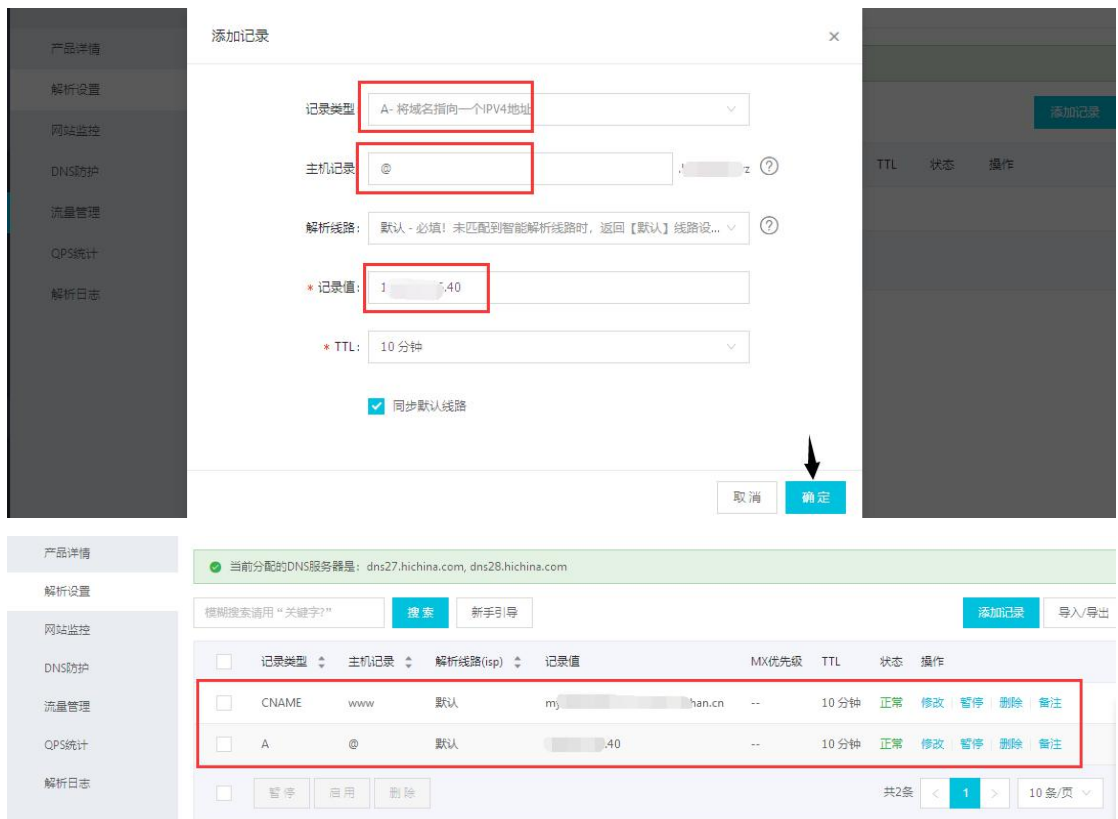 添加记录 ×
产品详情
解析设置
网站监控
DNS防护
流量管理
QPS统计
解析日志
记录类型 A- 将域名指向一个IPV4地址
主机记录 @ z ?
解析线路: 默认 - 必填! 未匹配到智能解析线路时, 返回【默认】线路设... ?
* 记录值: 1 .40
* TTL: 10 分钟
同步默认线路
取消 确定
添加记录
TTL 状态 操作
产品详情
解析设置
网站监控
DNS防护
流量管理
QPS统计
解析日志
当前分配的DNS服务器是: dns27.hichina.com, dns28.hichina.com
模糊搜索请用“关键字?” 搜索 新手引导 添加记录 导入/导出
记录类型 主机记录 解析线路(isp) 记录值 MX优先级 TTL 状态 操作
CNAME www 默认 my han.cn -- 10 分钟 正常 修改 暂停 删除 备注
A @ 默认 .40 -- 10 分钟 正常 修改 暂停 删除 备注
暂停 启用 删除 共2条 < 1 > 10 条/页